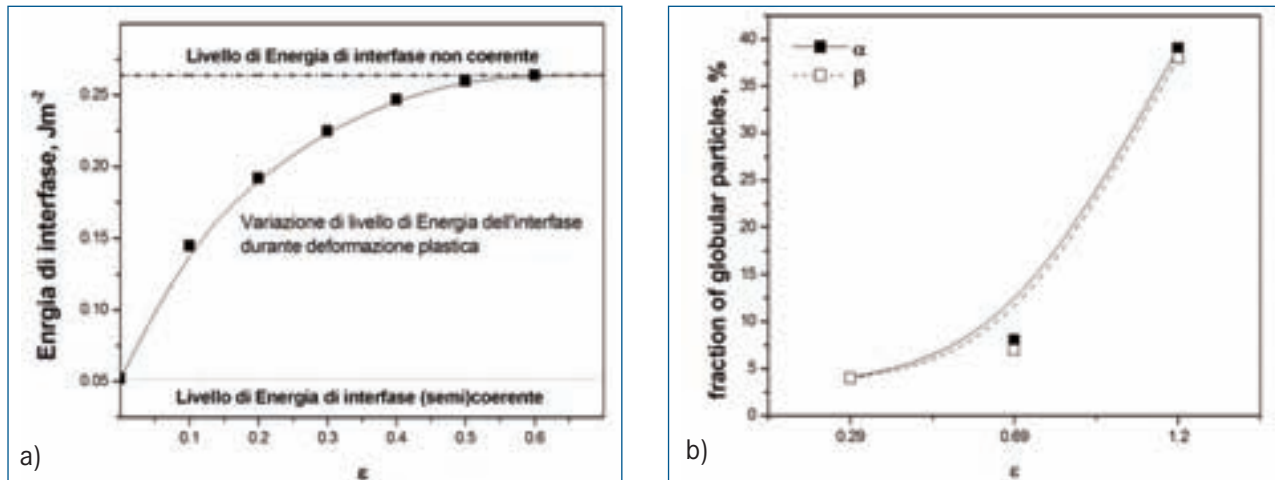 Livello di Energia di interfase non coerente
Enrgia di interfase, Jm-2
0.25
0.20
0.15
0.10
0.05
Variazione di livello di Energia dell'interfase
durante deformazione plastica
Livello di Energia di interfase (semi)coerente
0.1 0.2 0.3 0.4 0.5 0.6
ε
a)
fraction of globular particles, %
40
35
30
25
20
15
10
5
0
α
β
0.29 0.69 1.2
ε
b)